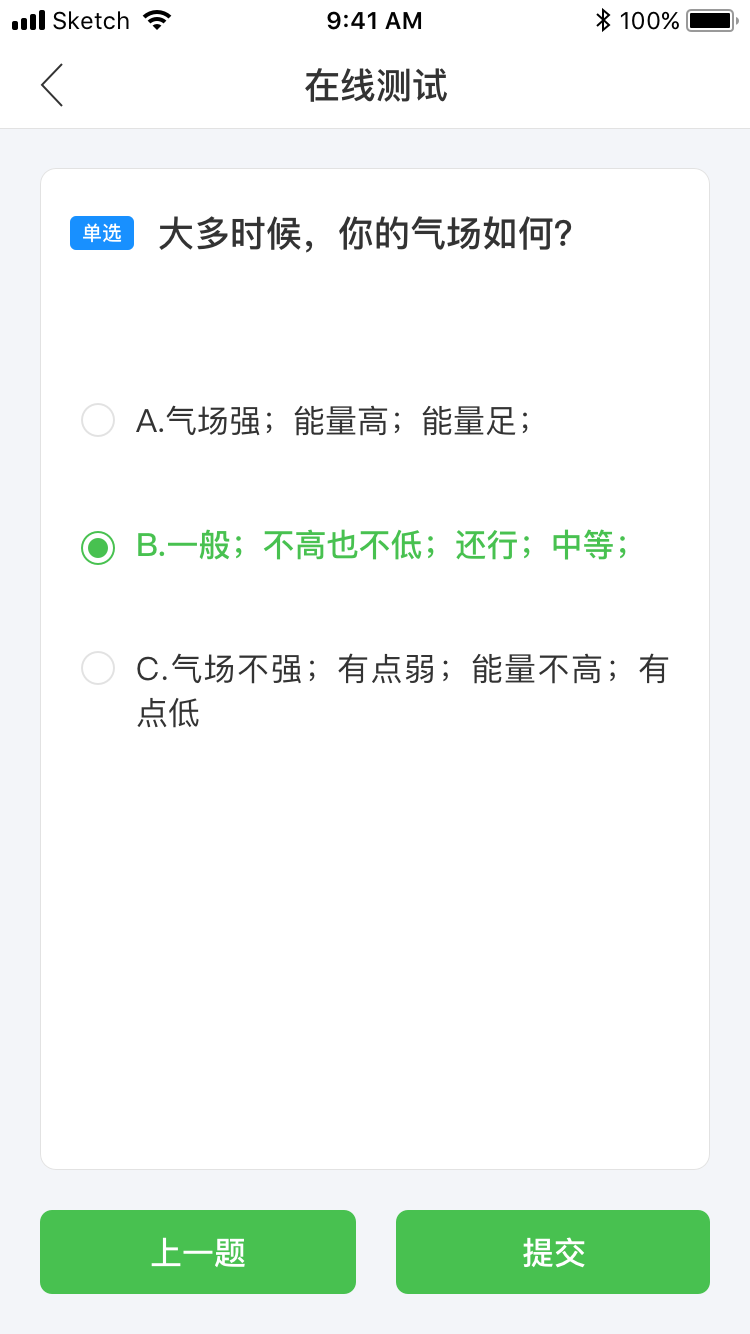 Sketch 9:41 AM 100%
在线测试
单选 大多时候，你的气场如何?
A.气场强；能量高；能量足；
B.一般；不高也不低；还行；中等；
C.气场不强；有点弱；能量不高；有
点低
上一题 提交